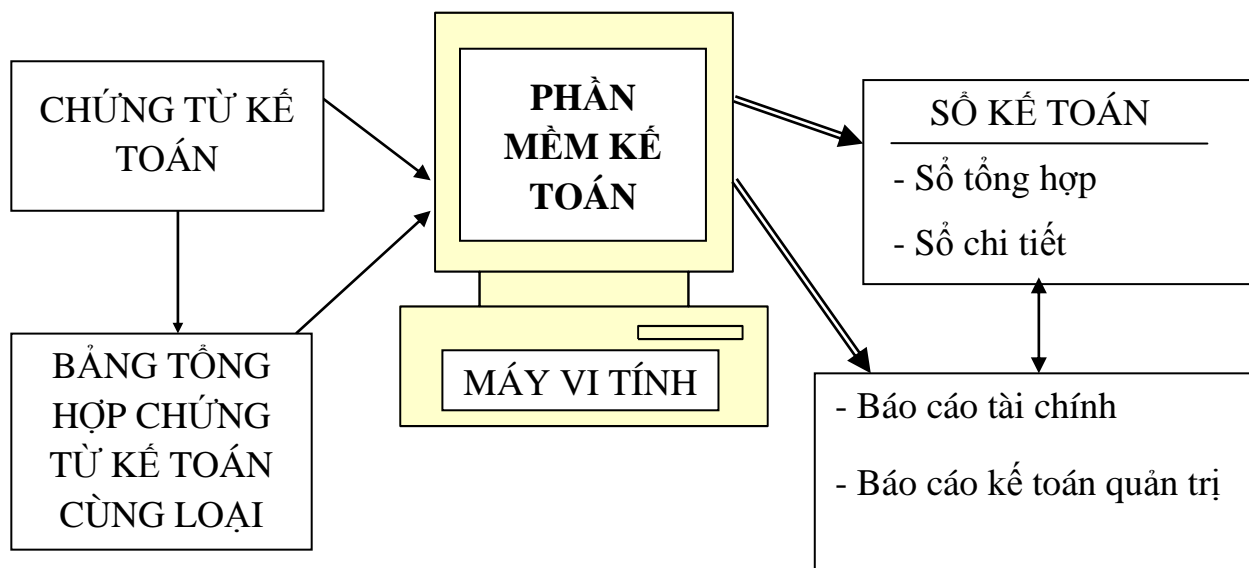 CHỨNG TỪ KẾ
TOÁN
BẢNG TỔNG
HỢP CHỨNG
TỪ KẾ TOÁN
CÙNG LOẠI
PHẦN
MỀM KẾ
TOÁN
MÁY VI TÍNH
SỔ KẾ TOÁN
- Sổ tổng hợp
- Sổ chi tiết
- Báo cáo tài chính
- Báo cáo kế toán quản trị